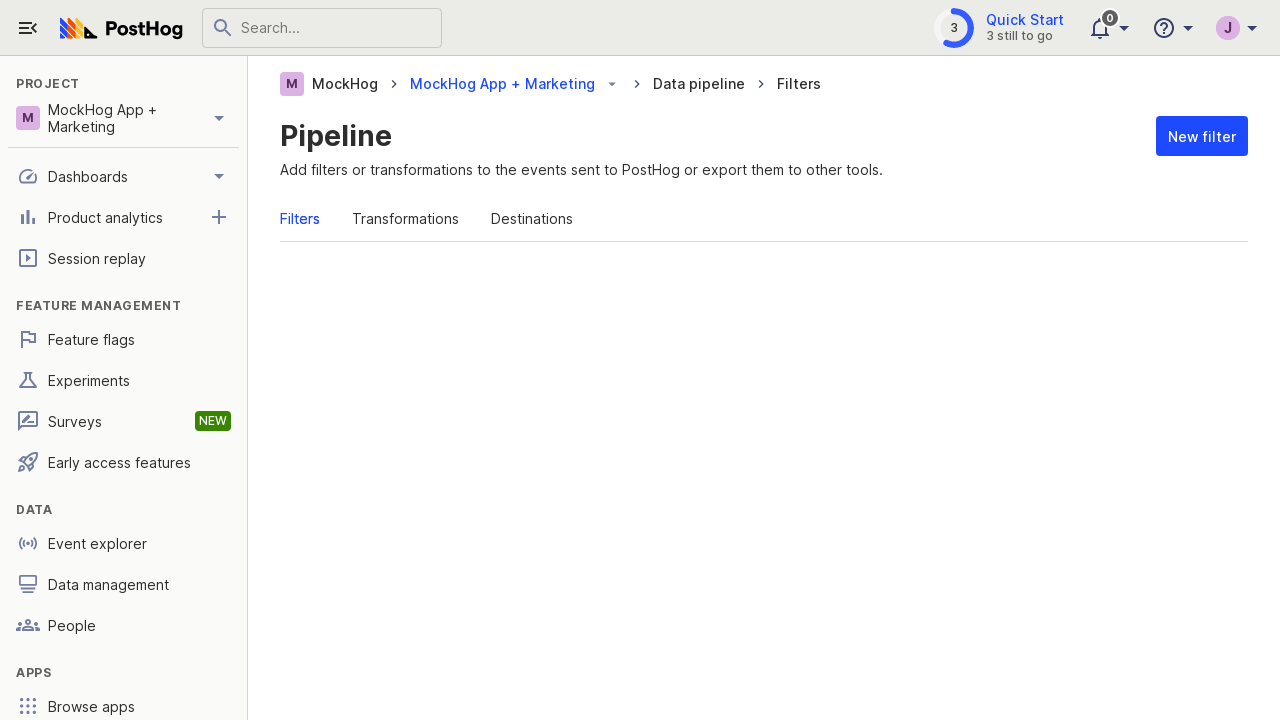 PostHog
Search...
3
Quick Start
3 still to go
0
J
PROJECT
M
MockHog App +
Marketing
Dashboards
Product analytics
Session replay
FEATURE MANAGEMENT
Feature flags
Experiments
Surveys
NEW
Early access features
DATA
Event explorer
Data management
People
APPS
Browse apps
M MockHog MockHog App + Marketing Data pipeline Filters
Pipeline
New filter
Add filters or transformations to the events sent to PostHog or export them to other tools.
Filters Transformations Destinations